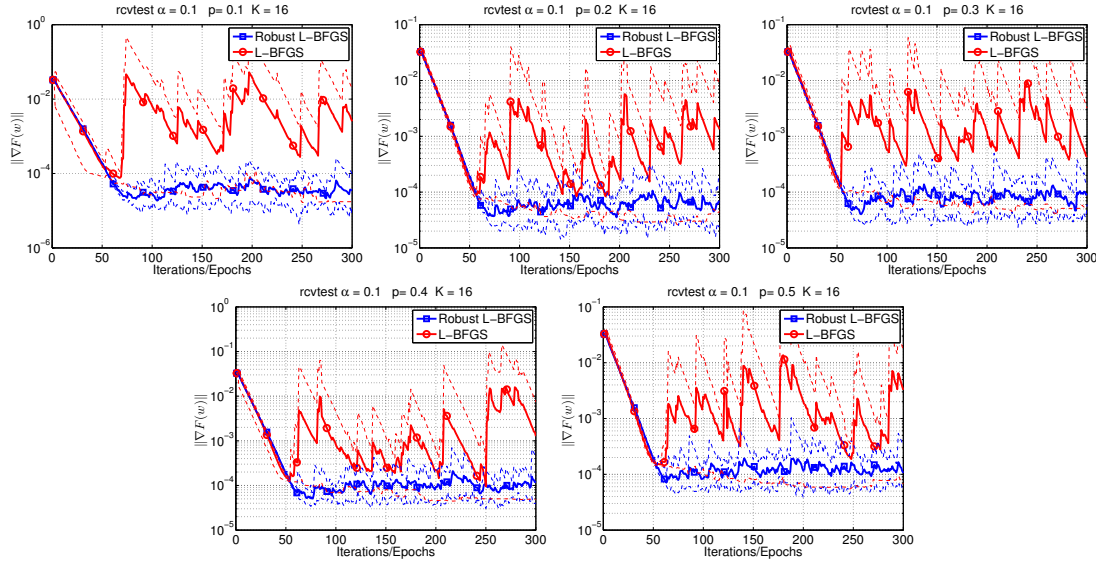 rcvtest α = 0.1 p= 0.1 K = 16
‖∇F(w)‖
10^0
10^−2
10^−4
10^−6
Robust L−BFGS
L−BFGS
0 50 100 150 200 250 300
Iterations/Epochs
rcvtest α = 0.1 p= 0.2 K = 16
‖∇F(w)‖
10^−1
10^−2
10^−3
10^−4
10^−5
Robust L−BFGS
L−BFGS
0 50 100 150 200 250 300
Iterations/Epochs
rcvtest α = 0.1 p= 0.3 K = 16
‖∇F(w)‖
10^−1
10^−2
10^−3
10^−4
10^−5
Robust L−BFGS
L−BFGS
0 50 100 150 200 250 300
Iterations/Epochs
rcvtest α = 0.1 p= 0.4 K = 16
‖∇F(w)‖
10^0
10^−1
10^−2
10^−3
10^−4
10^−5
Robust L−BFGS
L−BFGS
0 50 100 150 200 250 300
Iterations/Epochs
rcvtest α = 0.1 p= 0.5 K = 16
‖∇F(w)‖
10^−1
10^−2
10^−3
10^−4
10^−5
Robust L−BFGS
L−BFGS
0 50 100 150 200 250 300
Iterations/Epochs